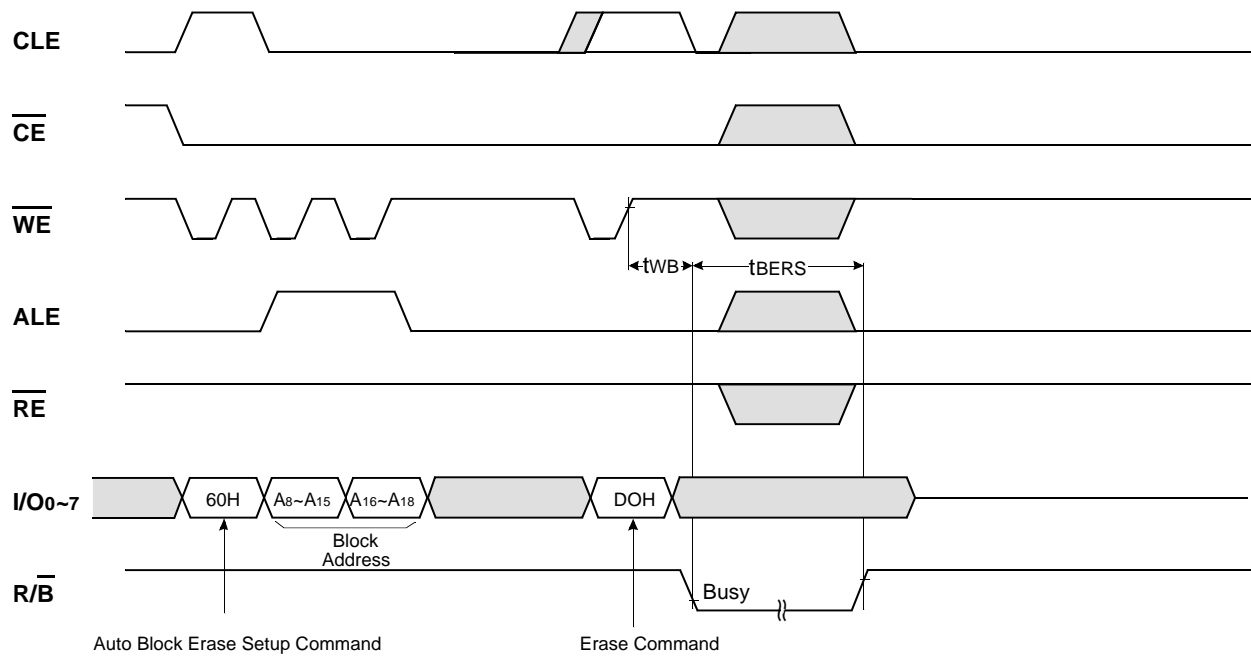 CLE
CE
WE
tWB
tBERS
ALE
RE
I/O0~7
60H
A8~A15
A16~A18
DOH
Block
Address
R/B
Busy
Auto Block Erase Setup Command
Erase Command